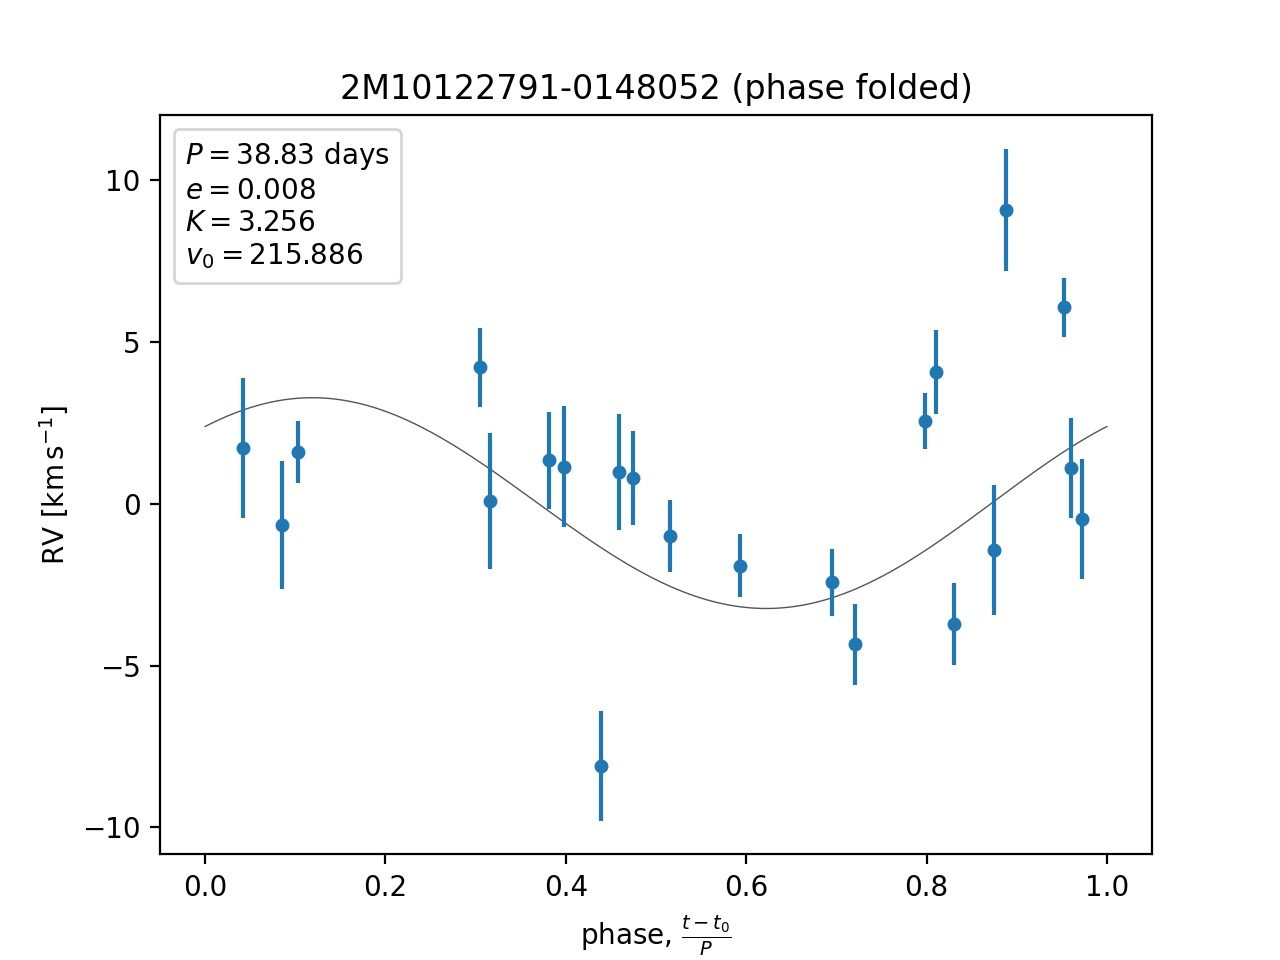 2M10122791-0148052 (phase folded)
P = 38.83 days
e = 0.008
K = 3.256
v₀ = 215.886
RV [km s⁻¹]
10
5
0
−5
−10
0.0 0.2 0.4 0.6 0.8 1.0
phase, (t − t₀)/P